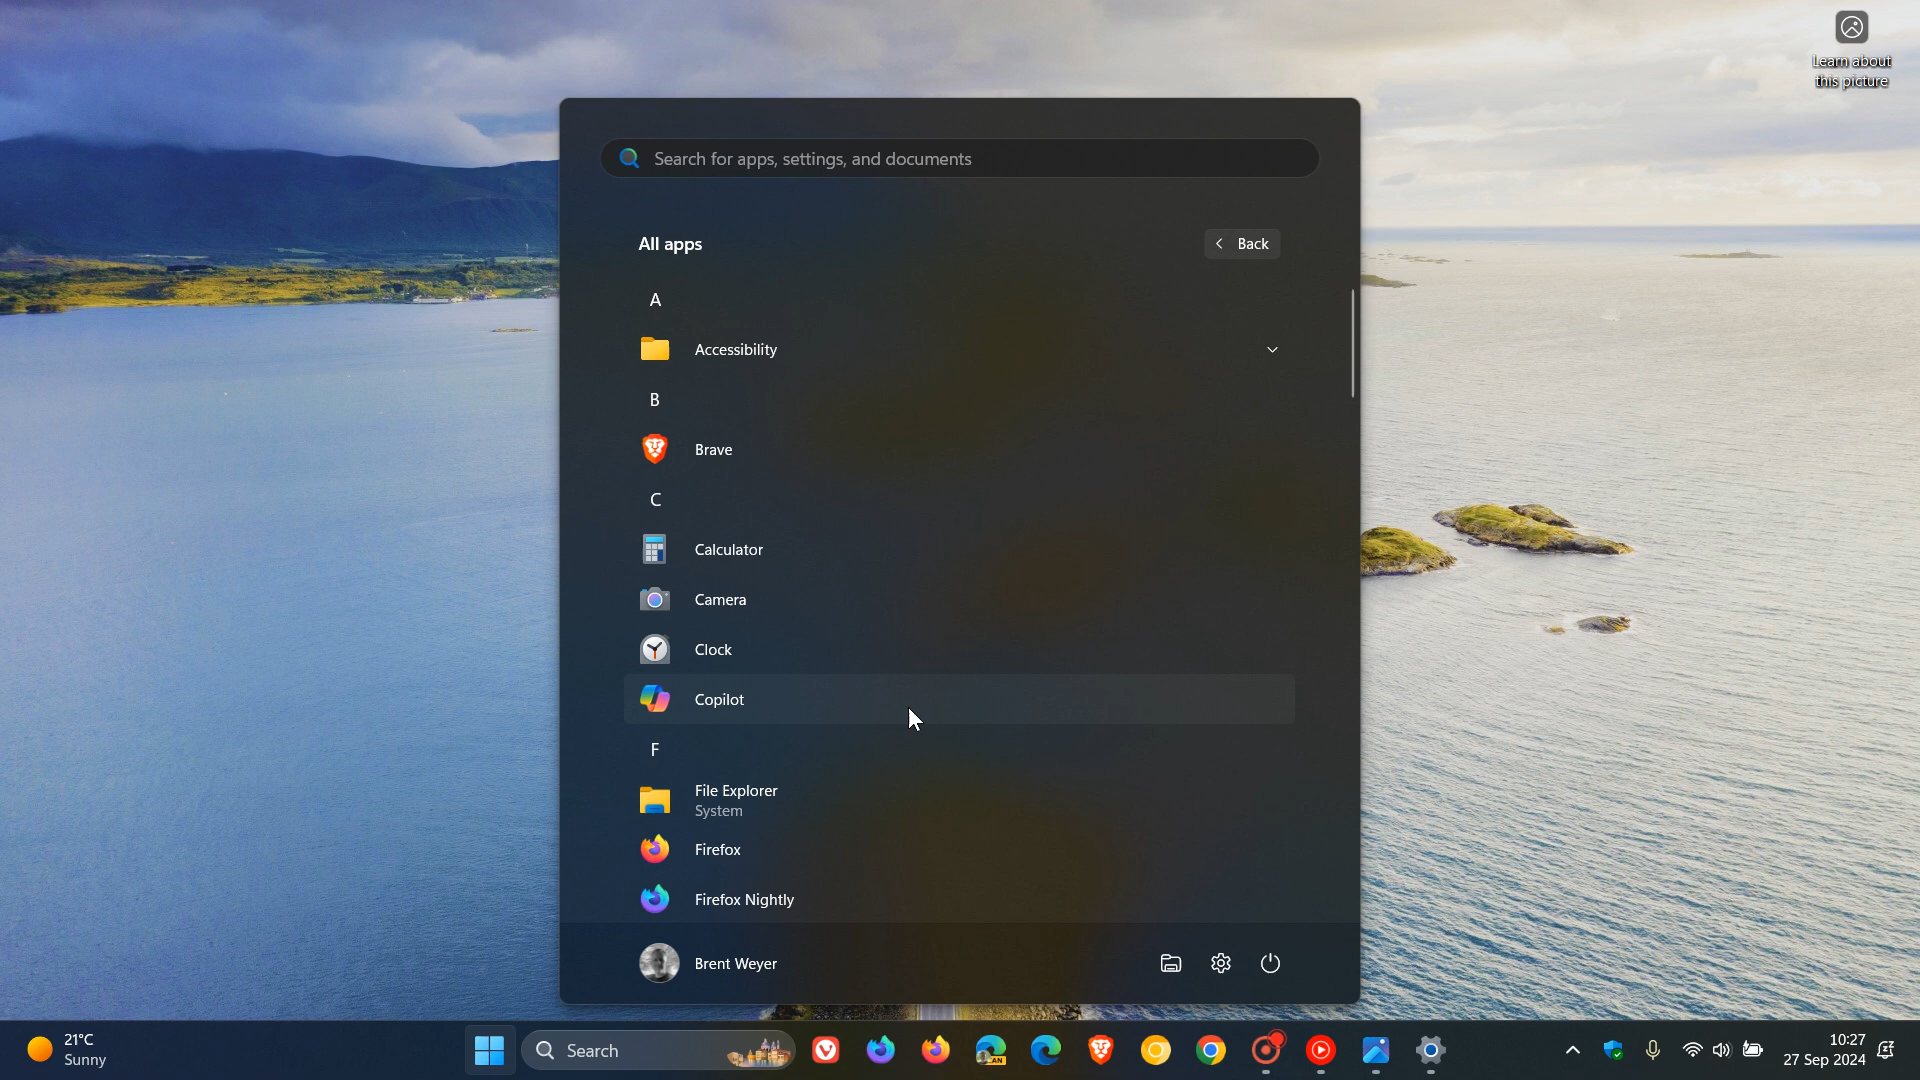 Learn about
this picture
Search for apps, settings, and documents
All apps
Back
A
Accessibility
B
Brave
C
Calculator
Camera
Clock
Copilot
F
File Explorer
System
Firefox
Firefox Nightly
Brent Weyer
21°C
Sunny
Search
CAN
10:27
27 Sep 2024